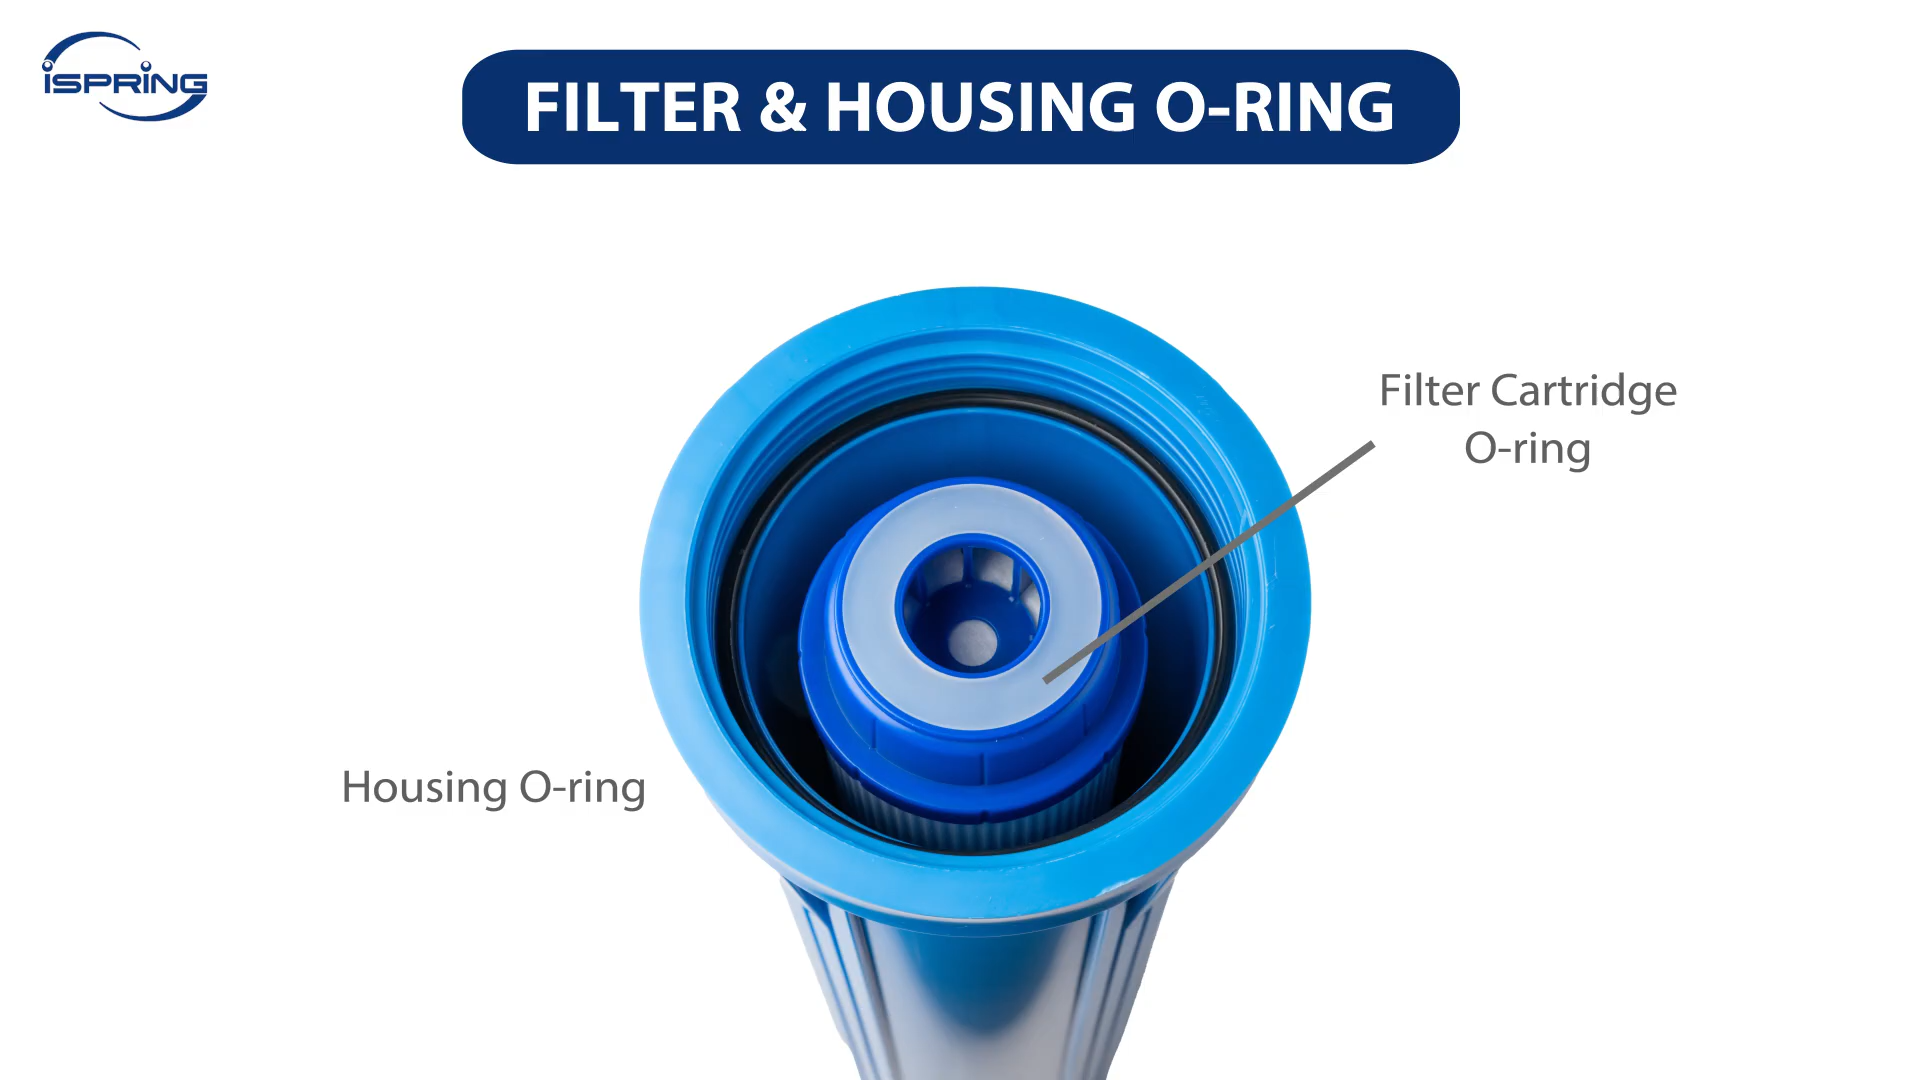 iSPRiNG
FILTER & HOUSING O-RING
Filter Cartridge
O-ring
Housing O-ring